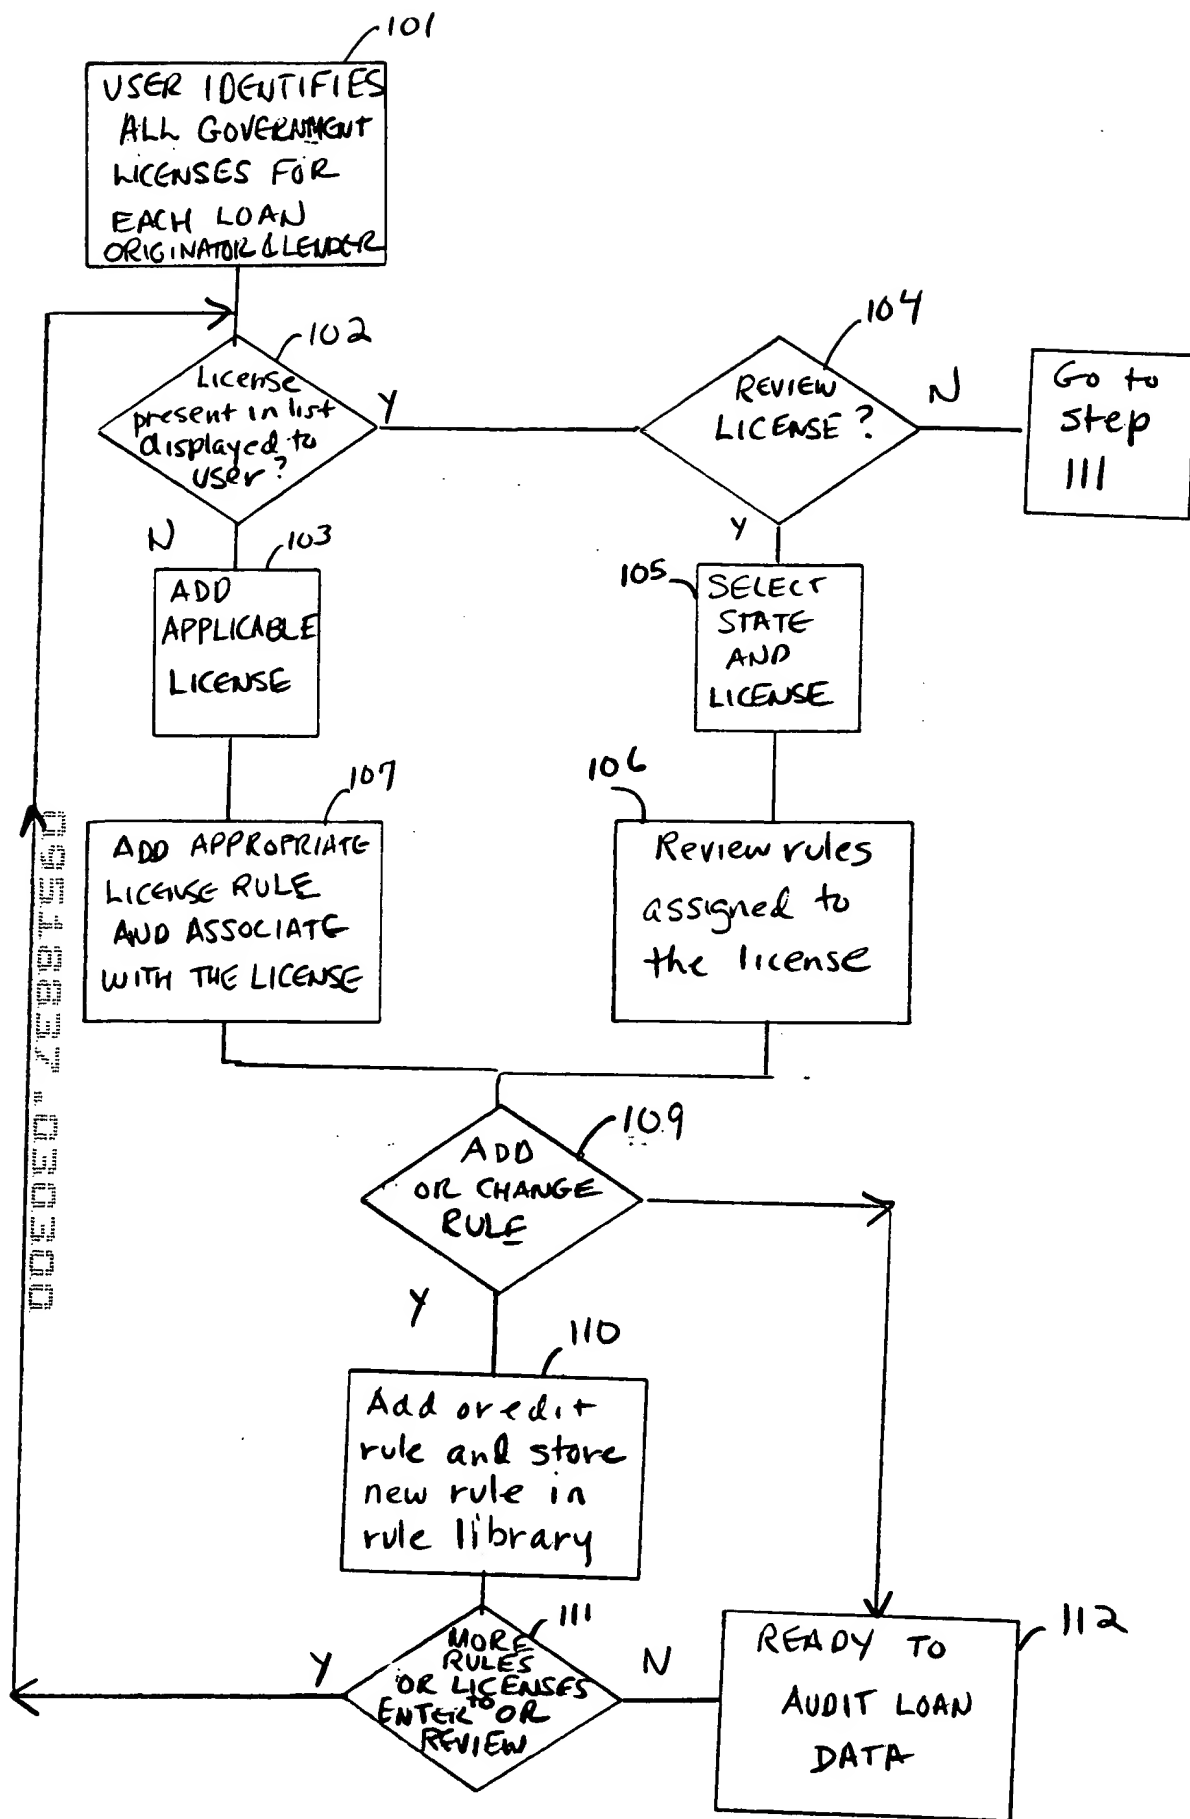 101
USER IDENTIFIES
ALL GOVERNMENT
LICENSES FOR
EACH LOAN
ORIGINATOR & LENDER
102
License
present in list
displayed to
user?
Y
N
104
REVIEW
LICENSE?
N
Y
Go to
step
111
103
ADD
APPLICABLE
LICENSE
105
SELECT
STATE
AND
LICENSE
107
ADD APPROPRIATE
LICENSE RULE
AND ASSOCIATE
WITH THE LICENSE
106
Review rules
assigned to
the license
09518837.030300
109
ADD
OR CHANGE
RULE
Y
110
Add or edit
rule and store
new rule in
rule library
111
MORE
RULES
OR LICENSES
to
ENTER OR
REVIEW
Y
N
112
READY TO
AUDIT LOAN
DATA